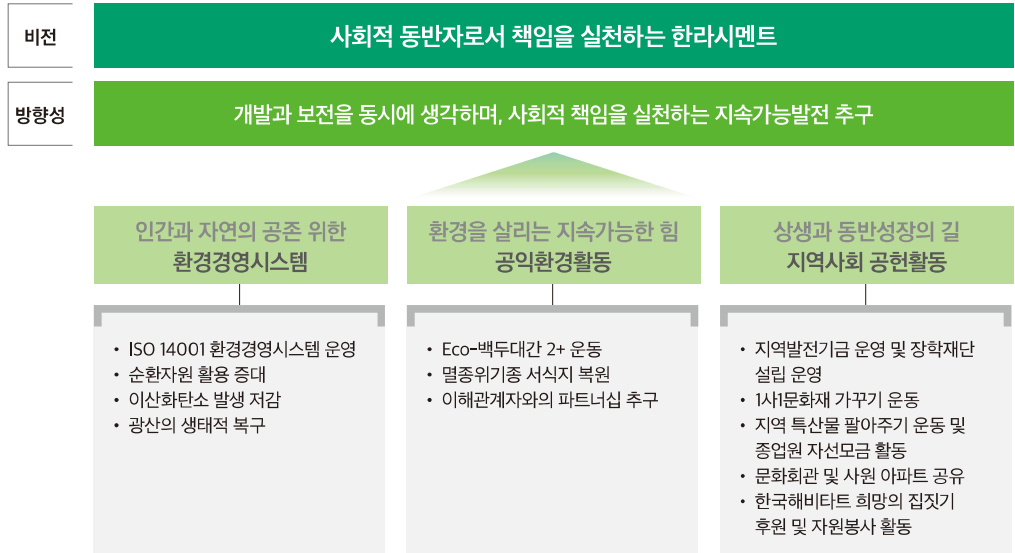 비전
사회적 동반자로서 책임을 실천하는 한라시멘트
방향성
개발과 보전을 동시에 생각하며, 사회적 책임을 실천하는 지속가능발전 추구
인간과 자연의 공존 위한
환경경영시스템
• ISO 14001 환경경영시스템 운영
• 순환자원 활용 증대
• 이산화탄소 발생 저감
• 광산의 생태적 복구
환경을 살리는 지속가능한 힘
공익환경활동
• Eco-백두대간 2+ 운동
• 멸종위기종 서식지 복원
• 이해관계자와의 파트너십 추구
상생과 동반성장의 길
지역사회 공헌활동
• 지역발전기금 운영 및 장학재단
설립 운영
• 1사1문화재 가꾸기 운동
• 지역 특산물 팔아주기 운동 및
종업원 자선모금 활동
• 문화회관 및 사원 아파트 공유
• 한국해비타트 희망의 집짓기
후원 및 자원봉사 활동